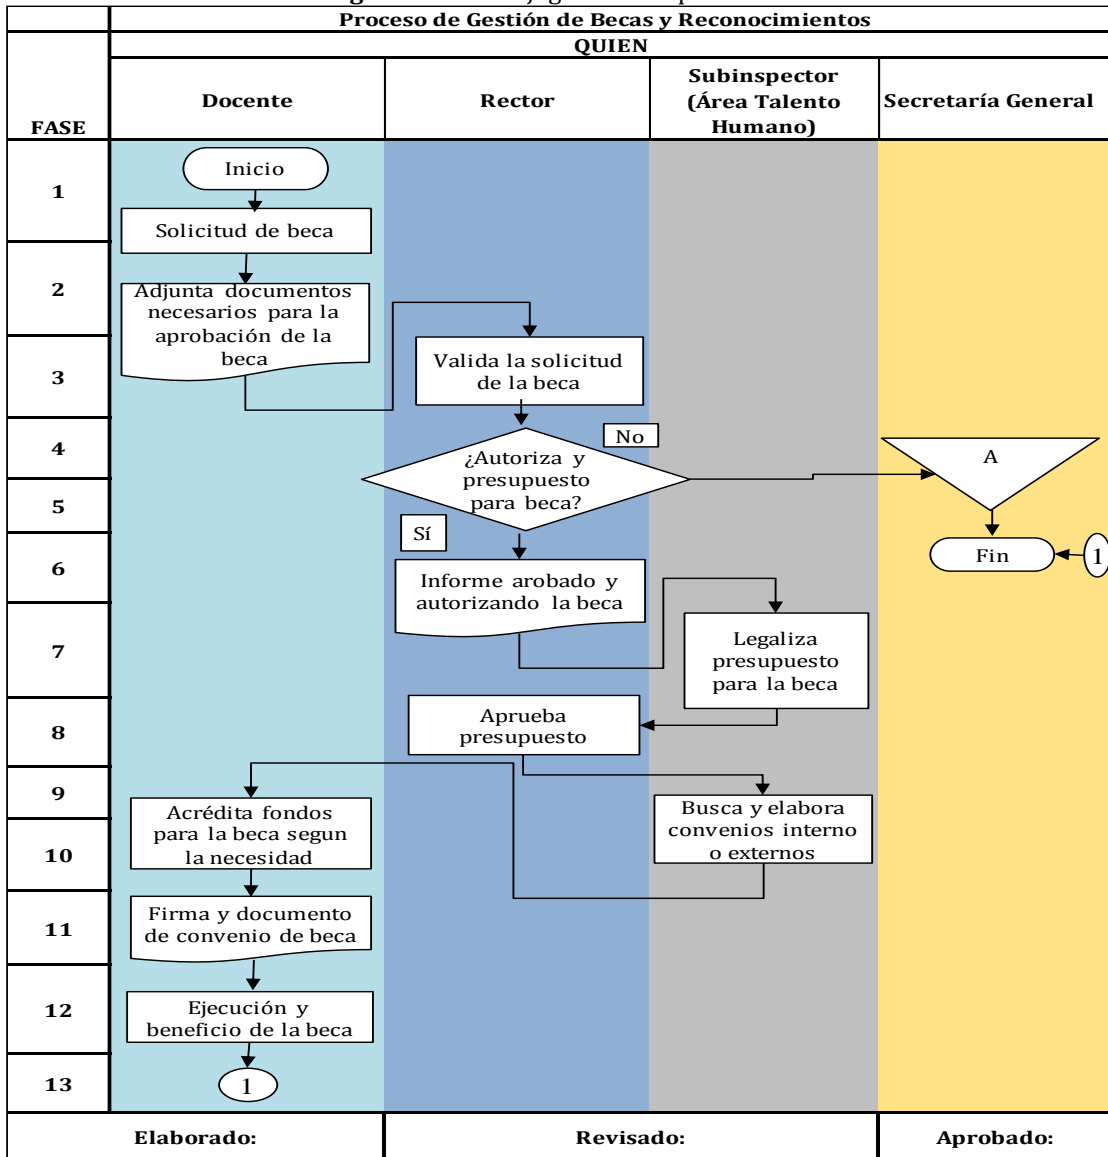 Proceso de Gestión de Becas y Reconocimientos
QUIEN
FASE
Docente
Rector
Subinspector
(Área Talento
Humano)
Secretaría General
1
Inicio
Solicitud de beca
2
Adjunta documentos
necesarios para la
aprobación de la
beca
3
Valida la solicitud
de la beca
4
No
¿Autoriza y
presupuesto
para beca?
A
5
Sí
6
Informe arobado y
autorizando la beca
Fin
1
7
Legaliza
presupuesto
para la beca
8
Aprueba
presupuesto
9
Acrédita fondos
para la beca segun
la necesidad
Busca y elabora
convenios interno
o externos
10
11
Firma y documento
de convenio de beca
12
Ejecución y
beneficio de la beca
13
1
Elaborado:
Revisado:
Aprobado: